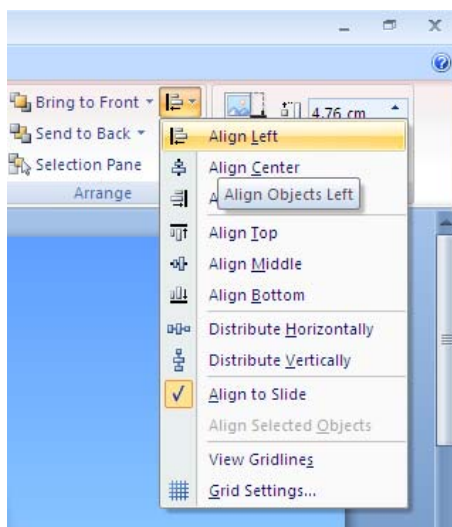 Bring to Front
4.76 cm
Send to Back
Align Left
Selection Pane
Align Center
Arrange
A
Align Objects Left
Align Top
Align Middle
Align Bottom
Distribute Horizontally
Distribute Vertically
Align to Slide
Align Selected Objects
View Gridlines
Grid Settings...